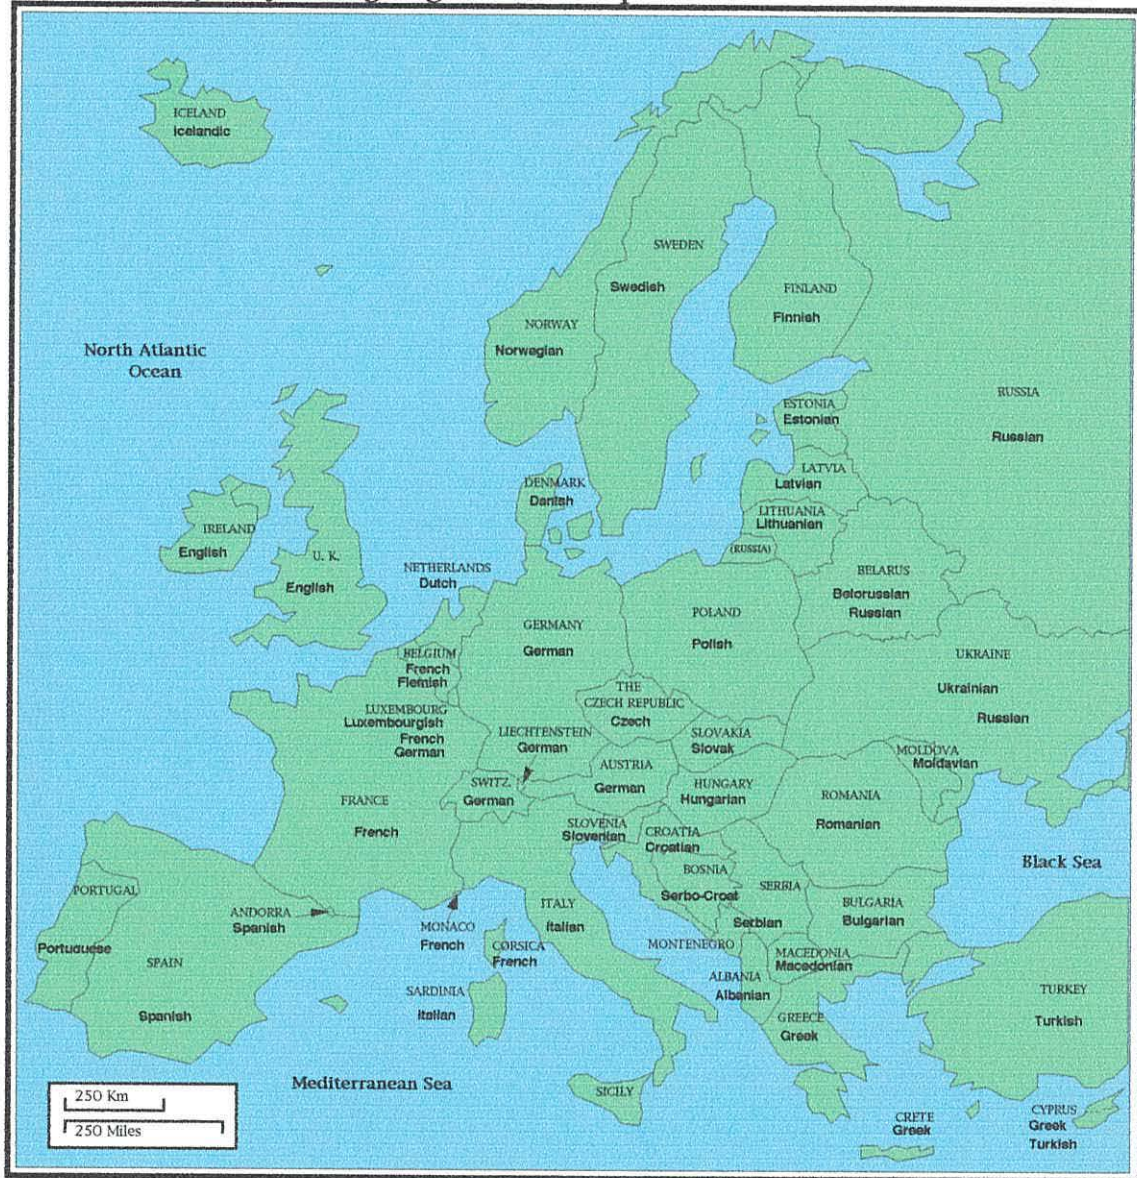 ICELAND
Icelandic
SWEDEN
Swedish
FINLAND
Finnish
NORWAY
Norwegian
North Atlantic
Ocean
RUSSIA
Russian
ESTONIA
Estonian
LATVIA
Latvian
LITHUANIA
Lithuanian
(RUSSIA)
DENMARK
Danish
IRELAND
English
U. K.
English
NETHERLANDS
Dutch
BELARUS
Belorussian
Russian
GERMANY
German
POLAND
Polish
BELGIUM
French
Flemish
UKRAINE
Ukrainian
Russian
THE
CZECH REPUBLIC
Czech
LUXEMBOURG
Luxembourgish
French
German
LIECHTENSTEIN
German
SLOVAKIA
Slovak
MOLDOVA
Moldavian
AUSTRIA
German
SWITZ.
German
HUNGARY
Hungarian
ROMANIA
Romanian
FRANCE
French
SLOVENIA
Slovenian
CROATIA
Croatian
BOSNIA
Serbo-Croat
SERBIA
Serbian
Black Sea
BULGARIA
Bulgarian
PORTUGAL
Portuguese
ANDORRA
Spanish
SPAIN
Spanish
MONACO
French
CORSICA
French
ITALY
Italian
MONTENEGRO
MACEDONIA
Macedonian
ALBANIA
Albanian
SARDINIA
Italian
GREECE
Greek
TURKEY
Turkish
Mediterranean Sea
SICILY
CRETE
Greek
CYPRUS
Greek
Turkish
250 Km
250 Miles